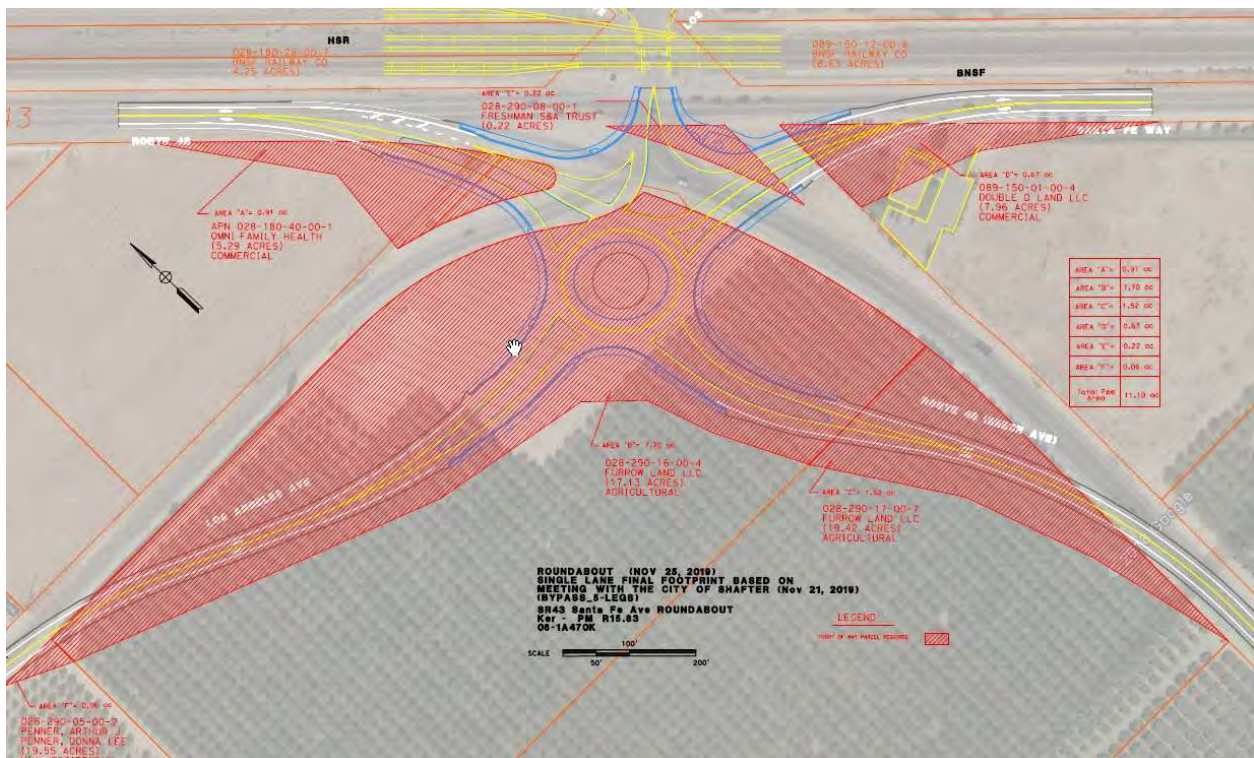 HSR
LOS
028-180-28-00-7
BNSF RAILWAY CO
4.25 ACRES)
089-150-12-00-6
BNSF RAILWAY CO
(8.63 ACRES)
BNSF
AREA "E"= 0.22 ac
028-290-08-00-1
FRESHMAN S&A TRUST
(0.22 ACRES)
13
ROUTE 43
SANTA FE WAY
AREA "A"= 0.91 ac
APN 028-180-40-00-1
OMNI FAMILY HEALTH
(5.29 ACRES)
COMMERCIAL
AREA "D"= 0.67 ac
089-150-01-00-4
DOUBLE D LAND LLC
(7.96 ACRES)
COMMERCIAL
AREA "A"= 0.91 ac
AREA "B"= 7.70 ac
AREA "C"= 1.52 ac
AREA "D"= 0.67 ac
AREA "E"= 0.22 ac
AREA "F"= 0.08 ac
Total Fee Area 11.10 ac
LOS ANGELES AVE
AREA "B"= 7.70 ac
028-290-16-00-4
FURROW LAND LLC
(17.13 ACRES)
AGRICULTURAL
AREA "C"= 1.52 ac
028-290-17-00-7
FURROW LAND LLC
(19.42 ACRES)
AGRICULTURAL
Google
ROUNDABOUT (NOV 25, 2019)
SINGLE LANE FINAL FOOTPRINT BASED ON
MEETING WITH THE CITY OF SHAFTER (Nov 21, 2019)
(BYPASS_5-LEGS)
SR43 Santa Fe Ave ROUNDABOUT
Ker - PM R15.83
06-1A470K
SCALE 50' 100' 200'
LEGEND
RIGHT OF WAY PARCEL REQUIRED
028-290-05-00-2
PENNER, ARTHUR J
PENNER, DONNA LEE
(19.55 ACRES)